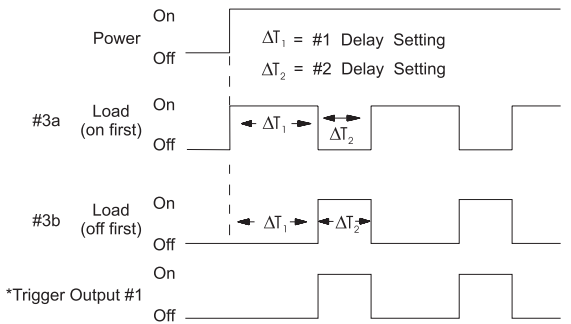 On
Power
Off
ΔT₁ = #1 Delay Setting
ΔT₂ = #2 Delay Setting
On
#3a Load
(on first)
Off
ΔT₁
ΔT₂
On
#3b Load
(off first)
Off
ΔT₁
ΔT₂
On
*Trigger Output #1
Off